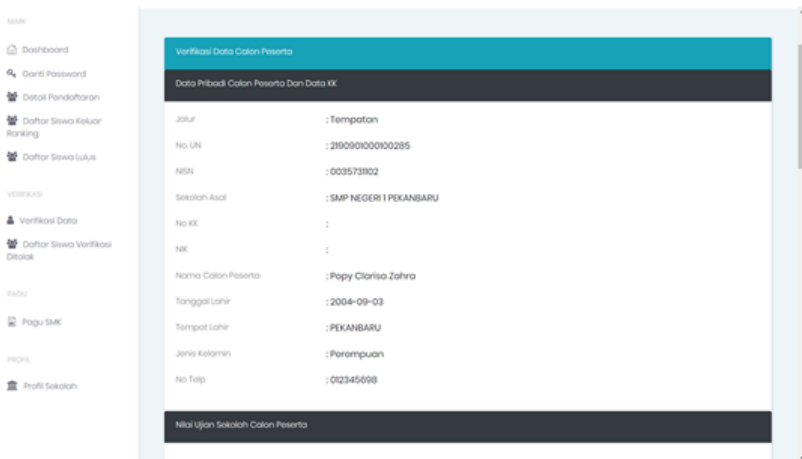 MAIN
Dashboard
Ganti Password
Detail Pendaftaran
Daftar Siswa Keluar
Ranking
Daftar Siswa Lulus
VERIFIKASI
Verifikasi Data
Daftar Siswa Verifikasi
Ditolak
PAGU
Pagu SMK
PROFIL
Profil Sekolah
Verifikasi Data Calon Peserta
Data Pribadi Calon Peserta Dan Data KK
Jalur : Tempatan
No. UN : 2190901000100285
NISN : 0035731102
Sekolah Asal : SMP NEGERI 1 PEKANBARU
No KK :
NIK :
Nama Calon Peserta : Popy Clarisa Zahra
Tanggal Lahir : 2004-09-03
Tempat Lahir : PEKANBARU
Jenis Kelamin : Perempuan
No Telp : 012345698
Nilai Ujian Sekolah Calon Peserta